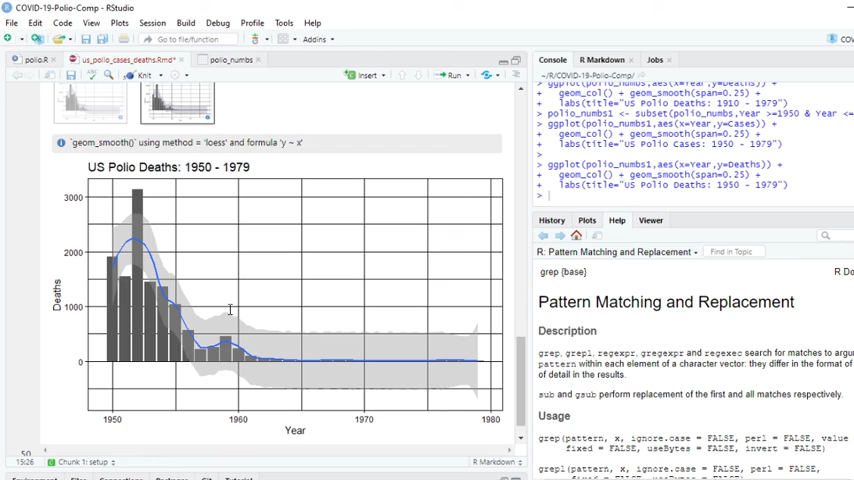 COVID-19-Polio-Comp - RStudio
File Edit Code View Plots Session Build Debug Profile Tools Help
Go to file/function Addins
polio.R us_polio_cases_deaths.Rmd* polio_numbs
Knit Insert Run
`geom_smooth()` using method = 'loess' and formula 'y ~ x'
US Polio Deaths: 1950 - 1979
3000
2000
1000
0
Deaths
1950 1960 1970 1980
Year
50
15:26 Chunk 1: setup R Markdown
Console R Markdown Jobs
~/R/COVID-19-Polio-Comp/
ggplot(polio_numbs1,aes(x=Year,y=Deaths)) +
+ geom_col() + geom_smooth(span=0.25) +
+ labs(title="US Polio Deaths: 1910 - 1979")
> polio_numbs1 <- subset(polio_numbs,Year >=1950 & Year <=
> ggplot(polio_numbs1,aes(x=Year,y=Cases)) +
+ geom_col() + geom_smooth(span=0.25) +
+ labs(title="US Polio Cases: 1950 - 1979")
>
> ggplot(polio_numbs1,aes(x=Year,y=Deaths)) +
+ geom_col() + geom_smooth(span=0.25) +
+ labs(title="US Polio Deaths: 1950 - 1979")
>
History Plots Help Viewer
R: Pattern Matching and Replacement Find in Topic
grep {base} R Do
Pattern Matching and Replacement
Description
grep, grepl, regexpr, gregexpr and regexec search for matches to argu
pattern within each element of a character vector: they differ in the format of
of detail in the results.
sub and gsub perform replacement of the first and all matches respectively.
Usage
grep(pattern, x, ignore.case = FALSE, perl = FALSE, value
fixed = FALSE, useBytes = FALSE, invert = FALSE)
grepl(pattern, x, ignore.case = FALSE, perl = FALSE,